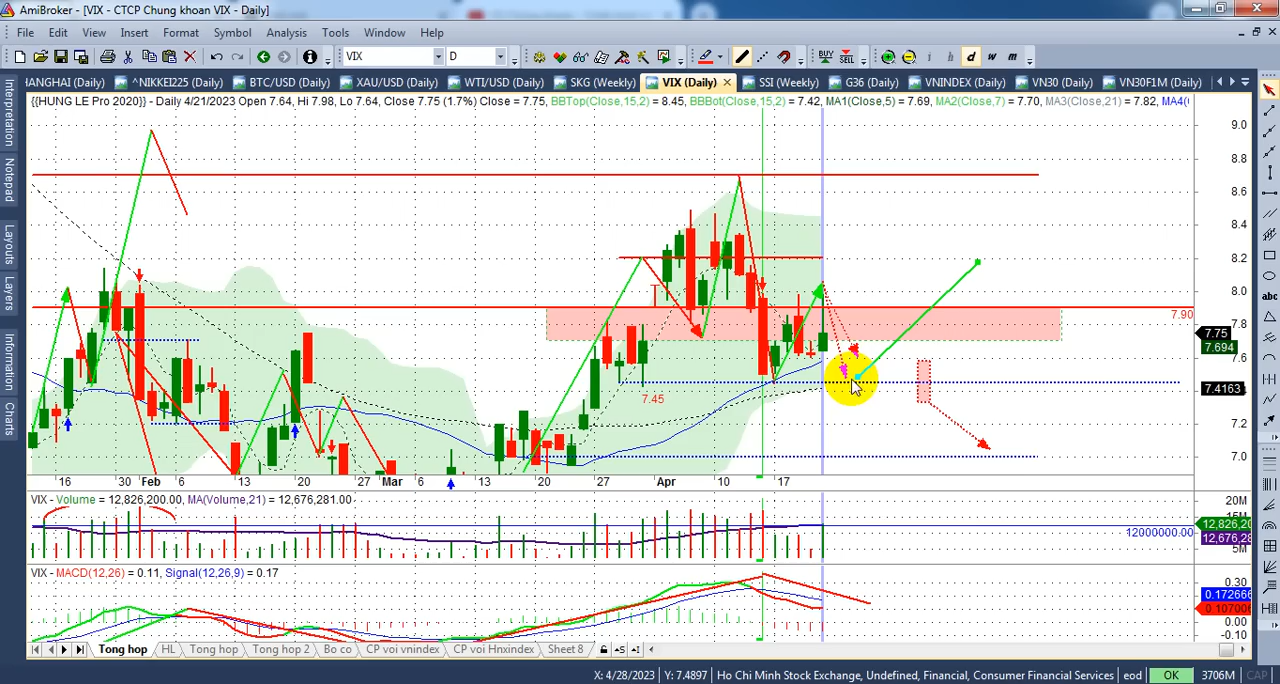 AmiBroker - [VIX - CTCP Chung khoan VIX - Daily]
File Edit View Insert Format Symbol Analysis Tools Window Help
VIX D BUY SELL i h d w m
HANGHAI (Daily) ^NIKKEI225 (Daily) BTC/USD (Daily) XAU/USD (Daily) WTI/USD (Daily) SKG (Weekly) VIX (Daily) SSI (Weekly) G36 (Daily) VNINDEX (Daily) VN30 (Daily) VN30F1M (Daily)
{{HUNG LE Pro 2020}} - Daily 4/21/2023 Open 7.64, Hi 7.98, Lo 7.64, Close 7.75 (1.7%) Close = 7.75, BBTop(Close,15,2) = 8.45, BBBot(Close,15,2) = 7.42, MA1(Close,5) = 7.69, MA2(Close,7) = 7.70, MA3(Close,21) = 7.82, MA4(
Interpretation
Notepad
Layouts
Layers
Information
Charts
abc
9.0
8.8
8.6
8.4
8.2
8.0
7.90
7.8
7.75
7.694
7.6
7.4163
7.45
7.2
7.0
16 23 30 Feb 6 13 20 27 Mar 6 13 20 27 Apr 10 17
VIX - Volume = 12,826,200.00, MA(Volume,21) = 12,676,281.00
20M
15M
12,826,20
12000000.00
12,676,28
5M
VIX - MACD(12,26) = 0.11, Signal(12,26,9) = 0.17
0.30
0.172666
0.107006
0.00
-0.10
Tong hop HL Tong hop Tong hop 2 Bo co CP voi vnindex CP voi Hnxindex Sheet 8
X: 4/28/2023 Y: 7.4897 Ho Chi Minh Stock Exchange, Undefined, Financial, Consumer Financial Services eod OK 3706M CAP